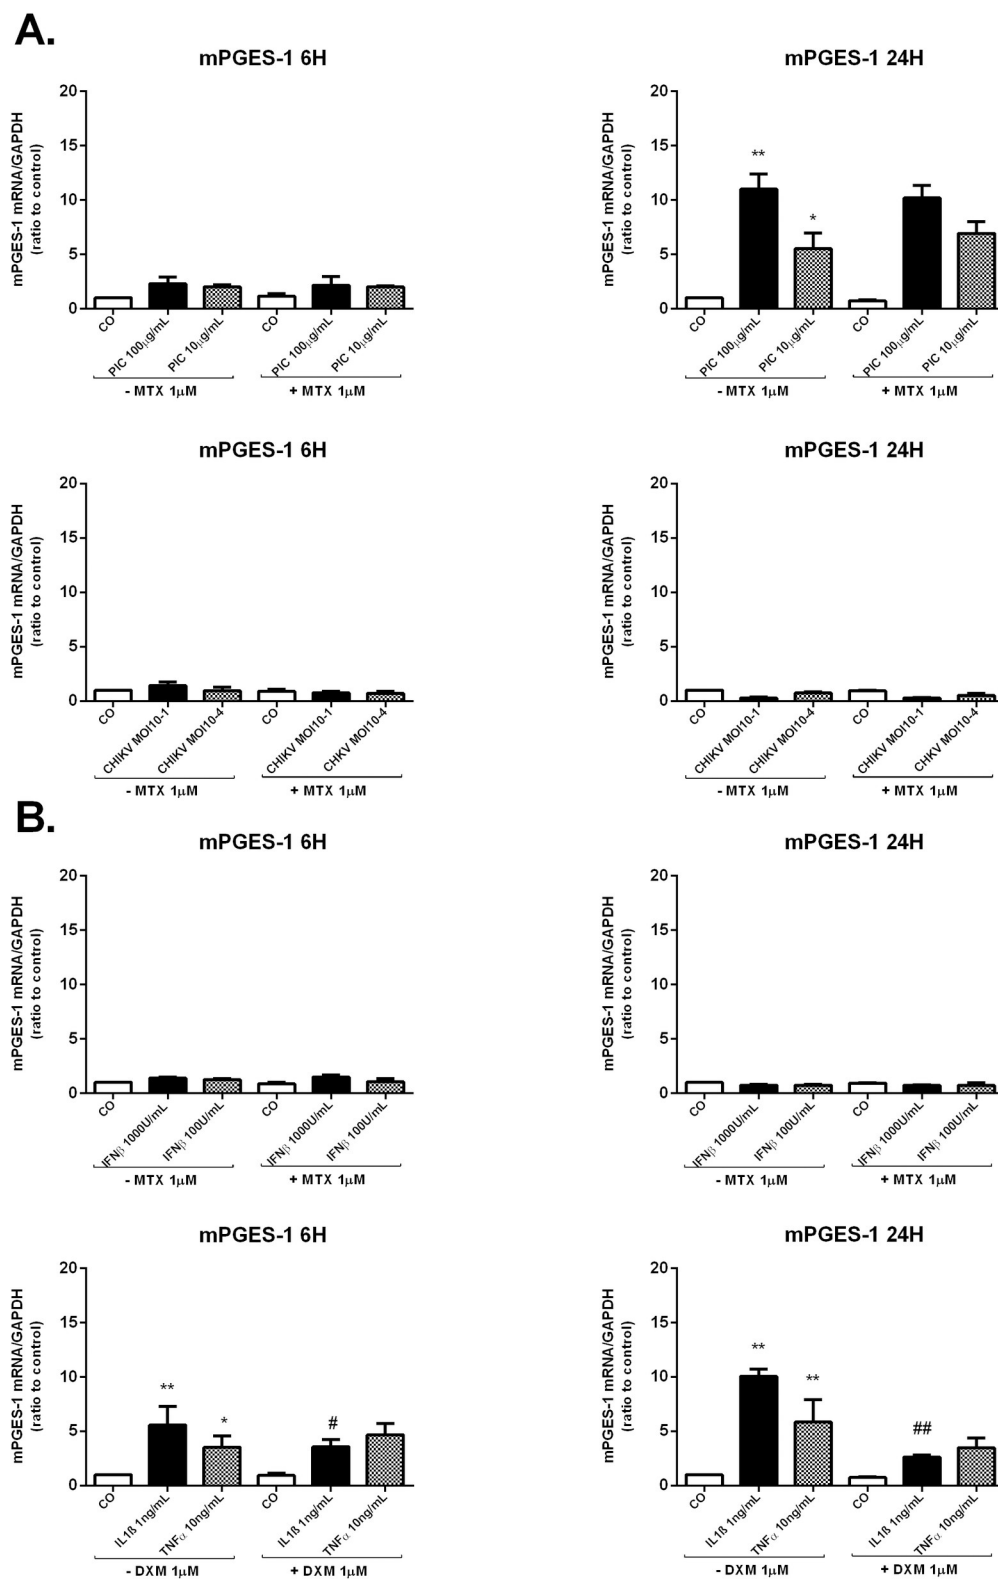 A.
mPGES-1 6H
mPGES-1 mRNA/GAPDH
(ratio to control)
20
15
10
5
0
CO
PIC 100µg/mL
PIC 10µg/mL
CO
PIC 100µg/mL
PIC 10µg/mL
- MTX 1µM
+ MTX 1µM
mPGES-1 24H
mPGES-1 mRNA/GAPDH
(ratio to control)
20
15
10
5
0
**
*
CO
PIC 100µg/mL
PIC 10µg/mL
CO
PIC 100µg/mL
PIC 10µg/mL
- MTX 1µM
+ MTX 1µM
mPGES-1 6H
mPGES-1 mRNA/GAPDH
(ratio to control)
20
15
10
5
0
CO
CHIKV MOI10-1
CHIKV MOI10-4
CO
CHIKV MOI10-1
CHKV MOI10-4
- MTX 1µM
+ MTX 1µM
mPGES-1 24H
mPGES-1 mRNA/GAPDH
(ratio to control)
20
15
10
5
0
CO
CHIKV MOI10-1
CHIKV MOI10-4
CO
CHIKV MOI10-1
CHKV MOI10-4
- MTX 1µM
+ MTX 1µM
B.
mPGES-1 6H
mPGES-1 mRNA/GAPDH
(ratio to control)
20
15
10
5
0
CO
IFNβ 1000U/mL
IFNβ 100U/mL
CO
IFNβ 1000U/mL
IFNβ 100U/mL
- MTX 1µM
+ MTX 1µM
mPGES-1 24H
mPGES-1 mRNA/GAPDH
(ratio to control)
20
15
10
5
0
CO
IFNβ 1000U/mL
IFNβ 100U/mL
CO
IFNβ 1000U/mL
IFNβ 100U/mL
- MTX 1µM
+ MTX 1µM
mPGES-1 6H
mPGES-1 mRNA/GAPDH
(ratio to control)
20
15
10
5
0
**
*
#
CO
IL1ß 1ng/mL
TNFα 10ng/mL
CO
IL1ß 1ng/mL
TNFα 10ng/mL
- DXM 1µM
+ DXM 1µM
mPGES-1 24H
mPGES-1 mRNA/GAPDH
(ratio to control)
20
15
10
5
0
**
**
##
CO
IL1ß 1ng/mL
TNFα 10ng/mL
CO
IL1ß 1ng/mL
TNFα 10ng/mL
- DXM 1µM
+ DXM 1µM